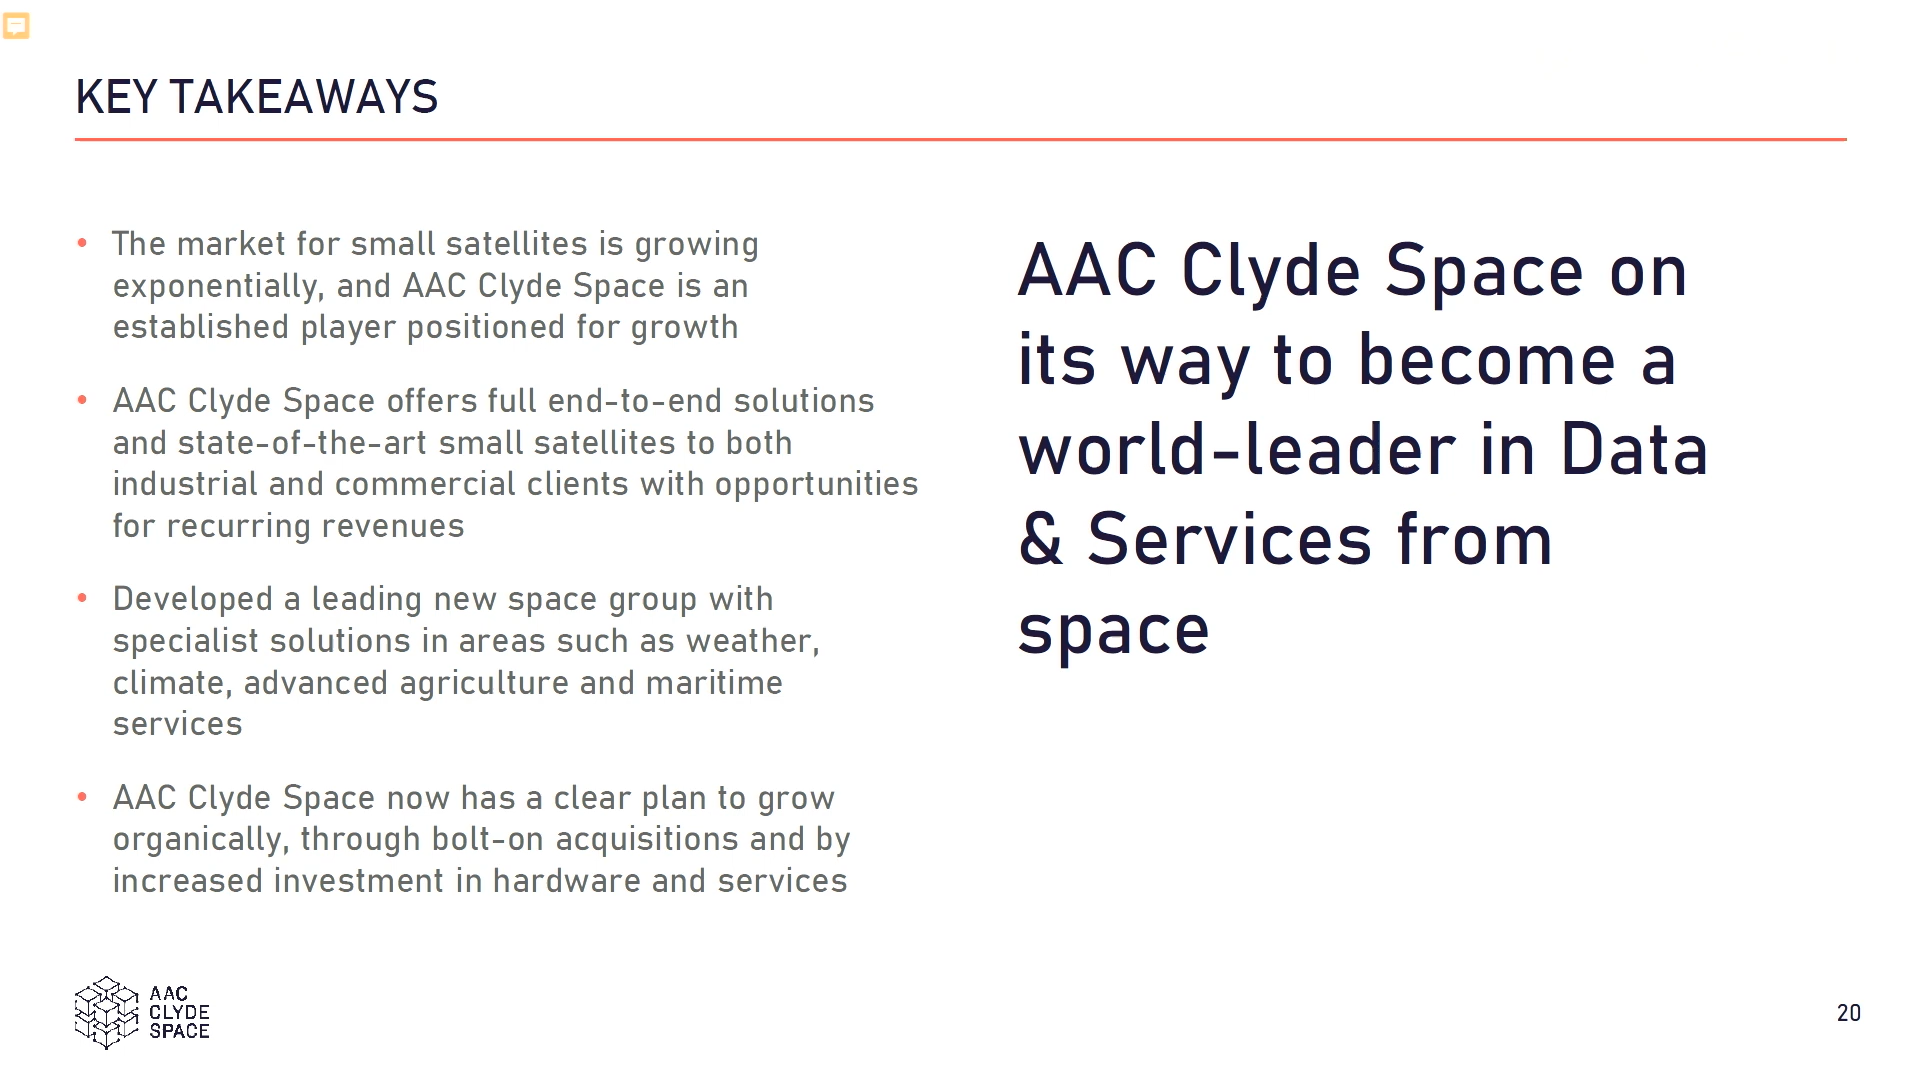 KEY TAKEAWAYS
• The market for small satellites is growing
exponentially, and AAC Clyde Space is an
established player positioned for growth
• AAC Clyde Space offers full end-to-end solutions
and state-of-the-art small satellites to both
industrial and commercial clients with opportunities
for recurring revenues
• Developed a leading new space group with
specialist solutions in areas such as weather,
climate, advanced agriculture and maritime
services
• AAC Clyde Space now has a clear plan to grow
organically, through bolt-on acquisitions and by
increased investment in hardware and services
AAC Clyde Space on
its way to become a
world-leader in Data
& Services from
space
AAC
CLYDE
SPACE
20